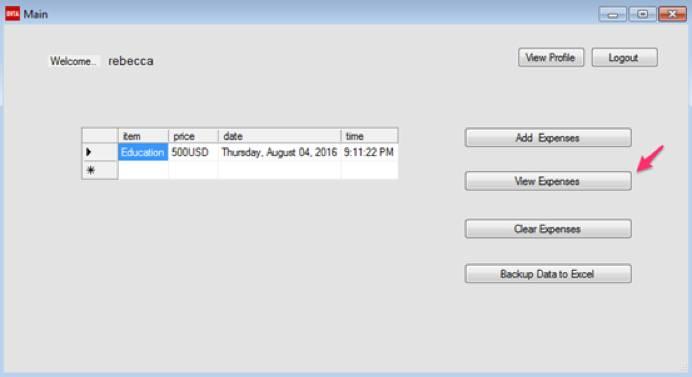 DVTA Main
Welcome.. rebecca
View Profile Logout
item price date time
Education 500USD Thursday, August 04, 2016 9:11:22 PM
Add Expenses
View Expenses
Clear Expenses
Backup Data to Excel